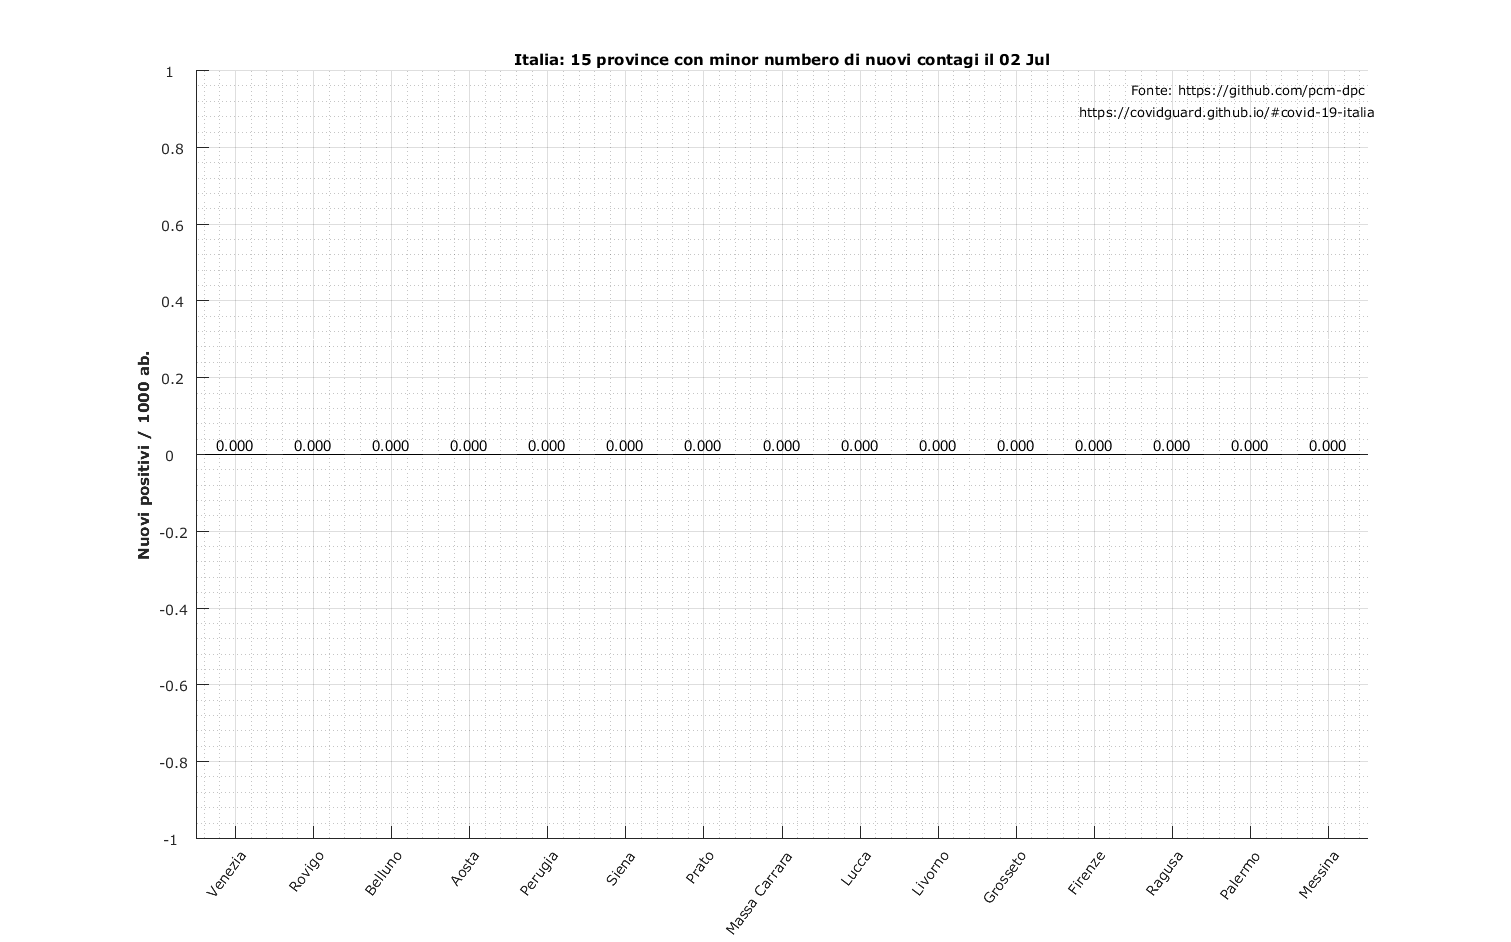 Italia: 15 province con minor numbero di nuovi contagi il 02 Jul
Fonte: https://github.com/pcm-dpc
https://covidguard.github.io/#covid-19-italia
Nuovi positivi / 1000 ab.
1
0.8
0.6
0.4
0.2
0
-0.2
-0.4
-0.6
-0.8
-1
0.000 0.000 0.000 0.000 0.000 0.000 0.000 0.000 0.000 0.000 0.000 0.000 0.000 0.000 0.000
Venezia Rovigo Belluno Aosta Perugia Siena Prato Massa Carrara Lucca Livorno Grosseto Firenze Ragusa Palermo Messina